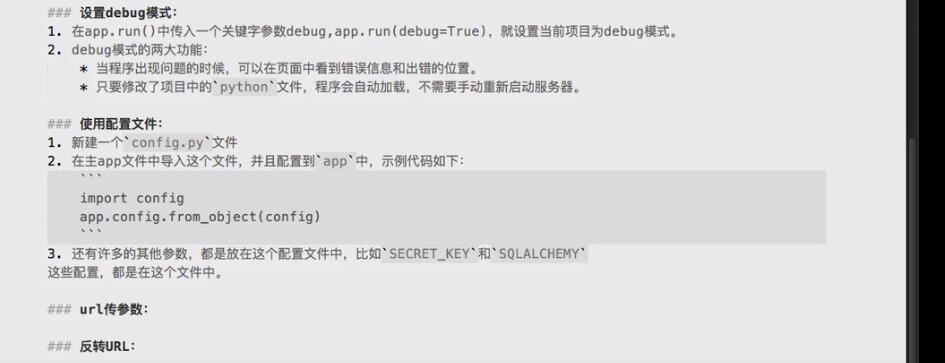 ### 设置debug模式：
1. 在app.run()中传入一个关键字参数debug,app.run(debug=True)，就设置当前项目为debug模式。
2. debug模式的两大功能：
* 当程序出现问题的时候，可以在页面中看到错误信息和出错的位置。
* 只要修改了项目中的`python`文件，程序会自动加载，不需要手动重新启动服务器。
### 使用配置文件：
1. 新建一个`config.py`文件
2. 在主app文件中导入这个文件，并且配置到`app`中，示例代码如下：
```
import config
app.config.from_object(config)
```
3. 还有许多的其他参数，都是放在这个配置文件中，比如`SECRET_KEY`和`SQLALCHEMY`
这些配置，都是在这个文件中。
### url传参数：
### 反转URL：